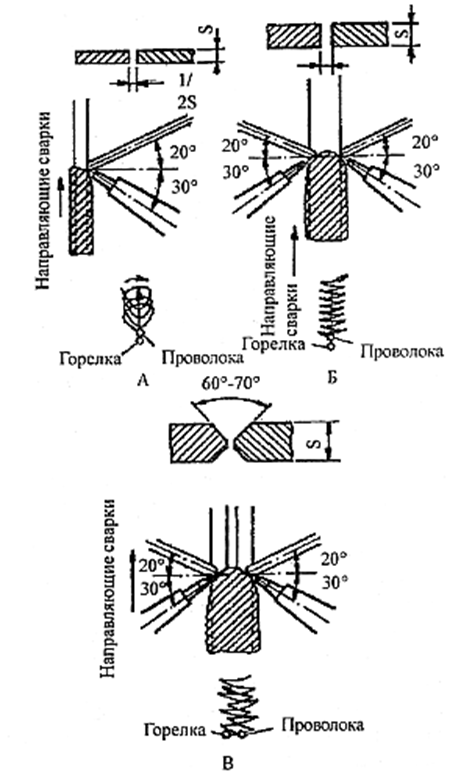 S
1/
2S
20°
30°
Направляющие сварки
Горелка
Проволока
А
S
20°
30°
20°
30°
Направляющие
сварки
Горелка
Проволока
Б
60°-70°
S
20°
30°
20°
30°
Направляющие сварки
Горелка
Проволока
В